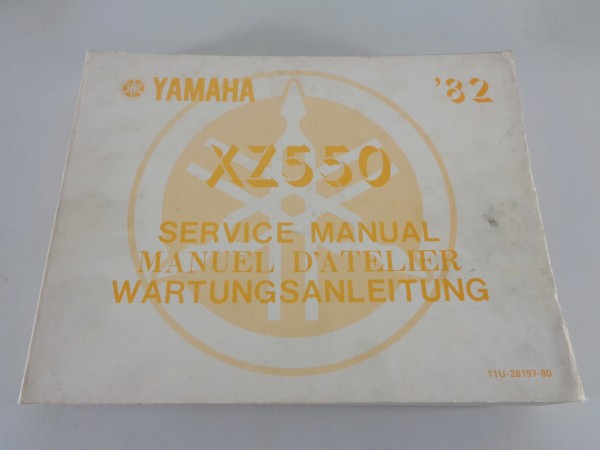 YAMAHA '82
XZ550
SERVICE MANUAL
MANUEL D'ATELIER
WARTUNGSANLEITUNG
11U-28197-80